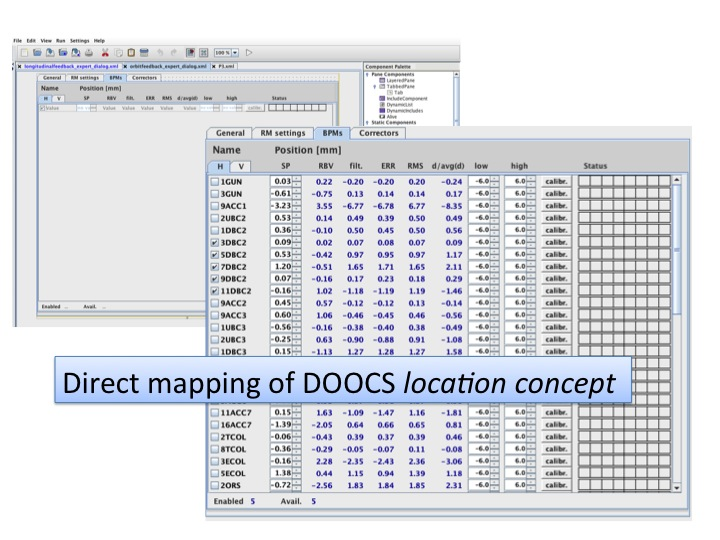 File Edit View Run Settings Help
100 %
longitudinalfeedback_expert_dialog.xml orbitfeedback_expert_dialog.xml P3.xml
Component Palette
Pane Components
LayeredPane
TabbedPane
Tab
IncludeComponent
DynamicList
DynamicIncludes
Alive
Static Components
General RM settings BPMs Correctors
Name Position [mm]
H V SP RBV filt. ERR RMS d/avg(d) low high Status
Value Value Value Value Value Value calibr.
Enabled .. Avail. ..
General RM settings BPMs Correctors
Name Position [mm]
H V SP RBV filt. ERR RMS d/avg(d) low high Status
1GUN 0.03 0.22 -0.20 -0.20 0.20 -0.24 -6.0 6.0 calibr.
3GUN -0.61 -0.75 0.13 0.14 0.14 0.17 -6.0 6.0 calibr.
9ACC1 -3.23 3.55 -6.77 -6.78 6.77 -8.35 -6.0 6.0 calibr.
2UBC2 0.53 0.14 0.49 0.39 0.50 0.49 -6.0 6.0 calibr.
1DBC2 0.36 -0.10 0.50 0.45 0.50 0.56 -6.0 6.0 calibr.
3DBC2 0.09 0.02 0.07 0.08 0.07 0.09 -6.0 6.0 calibr.
5DBC2 0.53 -0.42 0.97 0.95 0.97 1.17 -6.0 6.0 calibr.
7DBC2 1.20 -0.51 1.65 1.71 1.65 2.11 -6.0 6.0 calibr.
9DBC2 0.07 -0.16 0.17 0.23 0.18 0.29 -6.0 6.0 calibr.
11DBC2 -0.16 1.02 -1.18 -1.19 1.19 -1.46 -6.0 6.0 calibr.
9ACC2 0.45 0.57 -0.12 -0.12 0.13 -0.14 -6.0 6.0 calibr.
9ACC3 0.60 1.06 -0.46 -0.45 0.46 -0.56 -6.0 6.0 calibr.
1UBC3 -0.56 -0.16 -0.38 -0.40 0.38 -0.49 -6.0 6.0 calibr.
2UBC3 -0.25 0.63 -0.90 -0.88 0.91 -1.08 -6.0 6.0 calibr.
1DBC3 0.15 -1.13 1.27 1.28 1.27 1.58 -6.0 6.0 calibr.
Direct mapping of DOOCS location concept
11ACC7 0.15 1.63 -1.09 -1.47 1.16 -1.81 -6.0 6.0 calibr.
16ACC7 -1.39 -2.05 0.64 0.66 0.65 0.81 -6.0 6.0 calibr.
2TCOL -0.06 -0.43 0.39 0.37 0.39 0.46 -6.0 6.0 calibr.
8TCOL -0.36 -0.29 -0.05 -0.07 0.11 -0.08 -6.0 6.0 calibr.
3ECOL -0.16 2.28 -2.35 -2.43 2.36 -3.06 -6.0 6.0 calibr.
5ECOL 1.38 0.44 1.15 0.94 1.39 1.18 -6.0 6.0 calibr.
2ORS -0.72 -2.56 1.83 1.84 1.85 2.31 -6.0 6.0 calibr.
Enabled 5 Avail. 5